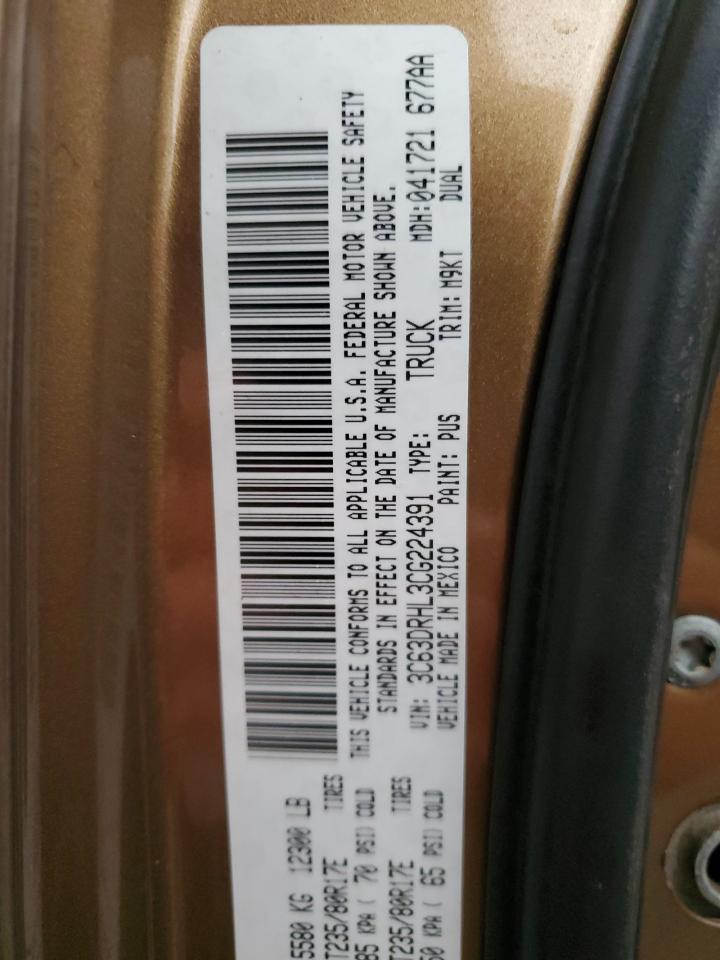 5580 KG 12300 LB
T235/80R17E TIRES
85 KPA ( 70 PSI) COLD
T235/80R17E TIRES
50 KPA ( 65 PSI) COLD
THIS VEHICLE CONFORMS TO ALL APPLICABLE U.S.A. FEDERAL MOTOR VEHICLE SAFETY
STANDARDS IN EFFECT ON THE DATE OF MANUFACTURE SHOWN ABOVE.
VIN: 3C63DRHL3CG224391 TYPE: TRUCK MDH:041721 677AA
VEHICLE MADE IN MEXICO PAINT: PUS TRIM: M9KT DUAL